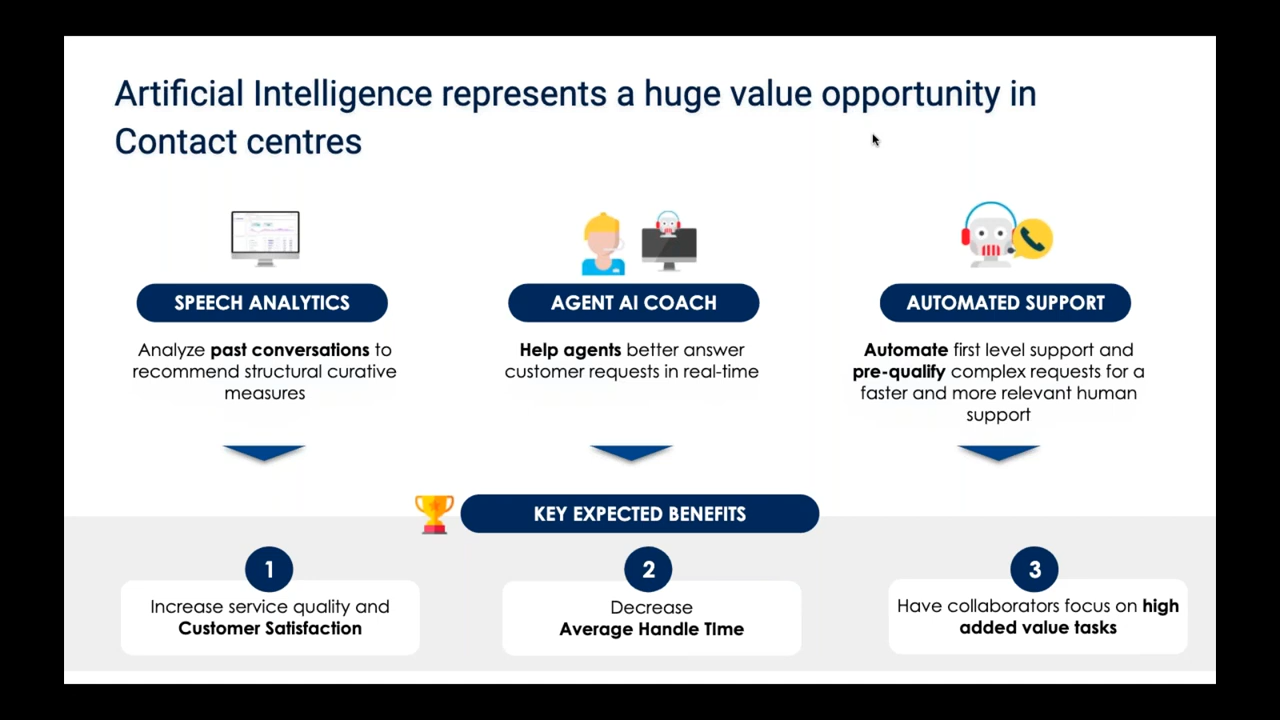 Artificial Intelligence represents a huge value opportunity in
Contact centres
SPEECH ANALYTICS
Analyze past conversations to
recommend structural curative
measures
AGENT AI COACH
Help agents better answer
customer requests in real-time
AUTOMATED SUPPORT
Automate first level support and
pre-qualify complex requests for a
faster and more relevant human
support
KEY EXPECTED BENEFITS
1
Increase service quality and
Customer Satisfaction
2
Decrease
Average Handle TIme
3
Have collaborators focus on high
added value tasks